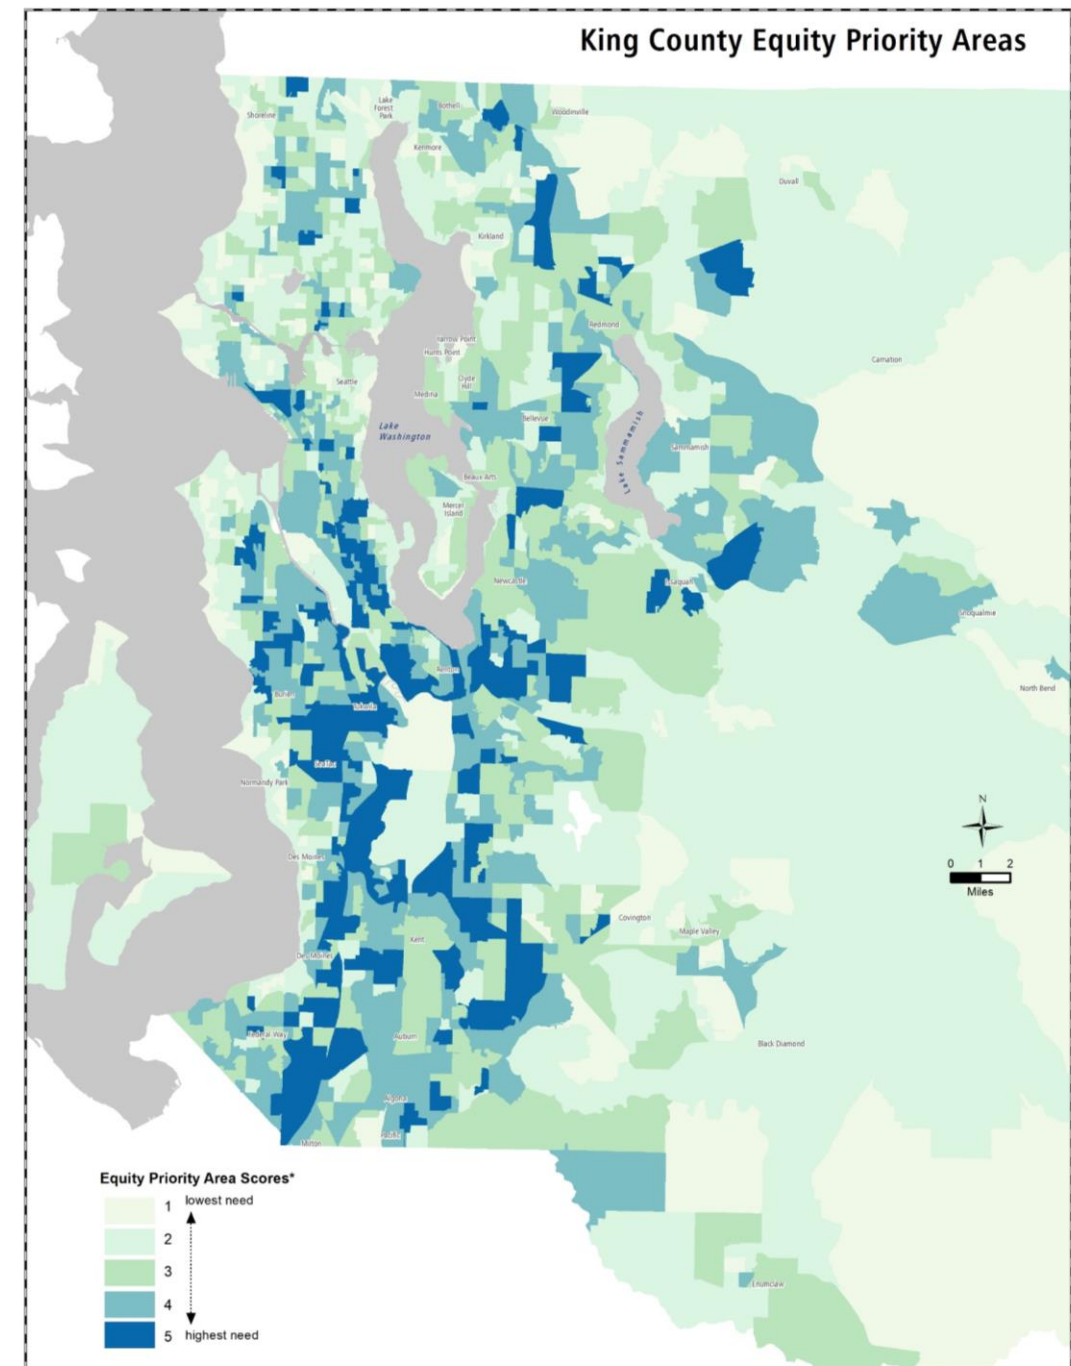 King County Equity Priority Areas
Lake
Forest
Park
Bothell
Shoreline
Woodinville
Kenmore
Duvall
Kirkland
Redmond
Yarrow Point
Hunts Point
Carnation
Seattle
Clyde
Hill
Medina
Lake
Washington
Bellevue
Lake Sammamish
Sammamish
Beaux Arts
Mercer
Island
Newcastle
Issaquah
Snoqualmie
Renton
North Bend
Burien
Tukwila
SeaTac
Normandy Park
N
0 1 2
Miles
Des Moines
Covington
Maple Valley
Kent
Des Moines
Federal Way
Auburn
Black Diamond
Algona
Pacific
Milton
Equity Priority Area Scores*
1 lowest need
2
3
4
5 highest need
Enumclaw